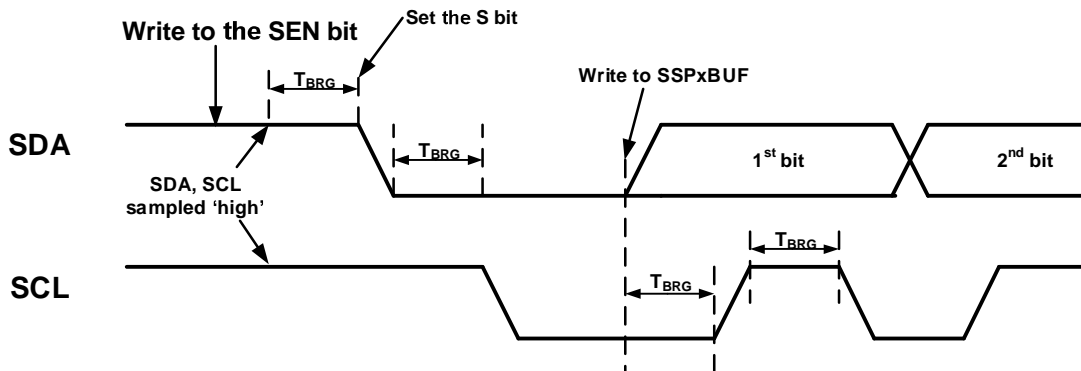 Set the S bit
Write to the SEN bit
TBRG
Write to SSPxBUF
SDA
TBRG
1st bit
2nd bit
SDA, SCL
sampled ‘high’
TBRG
SCL
TBRG